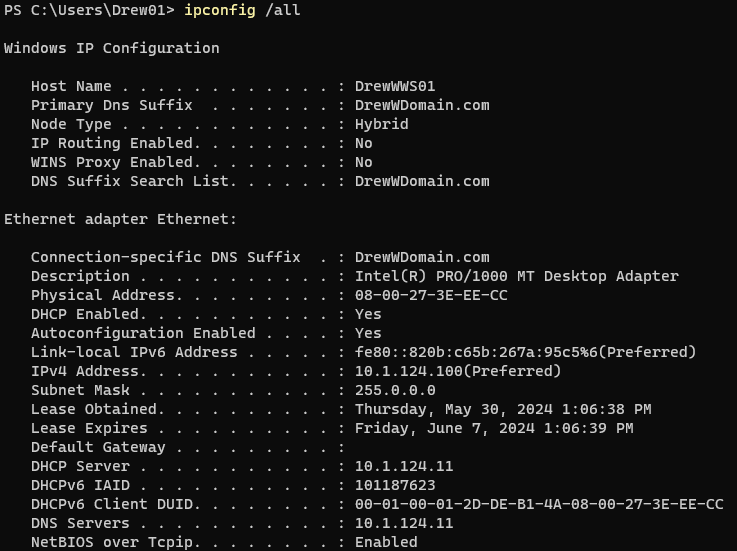 PS C:\Users\Drew01> ipconfig /all
Windows IP Configuration
Host Name . . . . . . . . . . . . : DrewWWS01
Primary Dns Suffix  . . . . . . . : DrewWDomain.com
Node Type . . . . . . . . . . . . : Hybrid
IP Routing Enabled. . . . . . . . : No
WINS Proxy Enabled. . . . . . . . : No
DNS Suffix Search List. . . . . . : DrewWDomain.com
Ethernet adapter Ethernet:
Connection-specific DNS Suffix  . : DrewWDomain.com
Description . . . . . . . . . . . : Intel(R) PRO/1000 MT Desktop Adapter
Physical Address. . . . . . . . . : 08-00-27-3E-EE-CC
DHCP Enabled. . . . . . . . . . . : Yes
Autoconfiguration Enabled . . . . : Yes
Link-local IPv6 Address . . . . . : fe80::820b:c65b:267a:95c5%6(Preferred)
IPv4 Address. . . . . . . . . . . : 10.1.124.100(Preferred)
Subnet Mask . . . . . . . . . . . : 255.0.0.0
Lease Obtained. . . . . . . . . . : Thursday, May 30, 2024 1:06:38 PM
Lease Expires . . . . . . . . . . : Friday, June 7, 2024 1:06:39 PM
Default Gateway . . . . . . . . . :
DHCP Server . . . . . . . . . . . : 10.1.124.11
DHCPv6 IAID . . . . . . . . . . . : 101187623
DHCPv6 Client DUID. . . . . . . . : 00-01-00-01-2D-DE-B1-4A-08-00-27-3E-EE-CC
DNS Servers . . . . . . . . . . . : 10.1.124.11
NetBIOS over Tcpip. . . . . . . . : Enabled